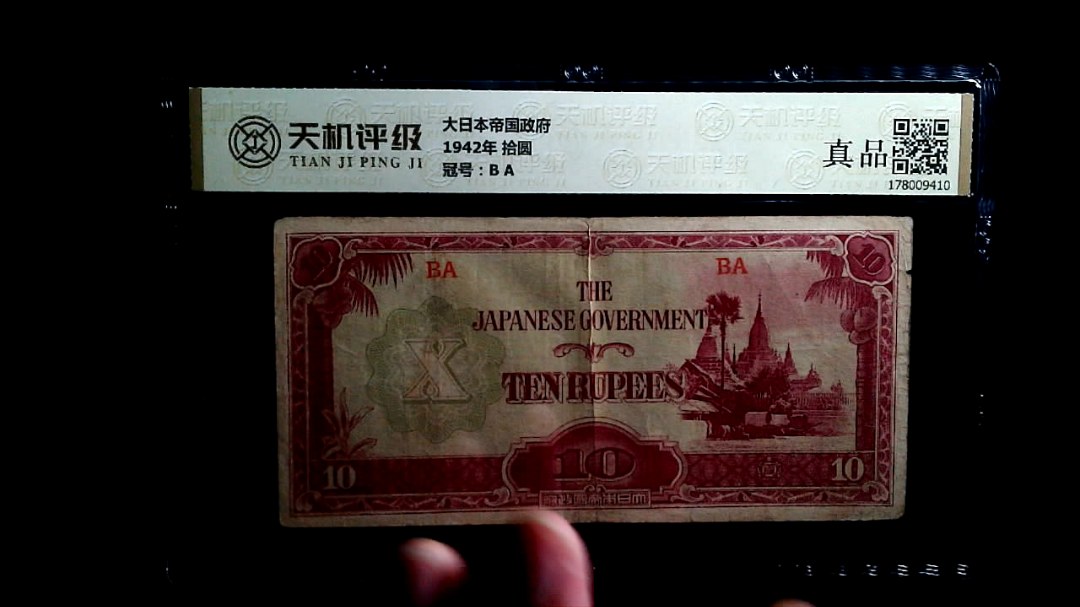 天机评级
TIAN JI PING JI
大日本帝国政府
1942年 拾圆
冠号：B A
真品
178009410
BA
BA
THE
JAPANESE GOVERNMENT
X
TEN RUPEES
10
10
10
10